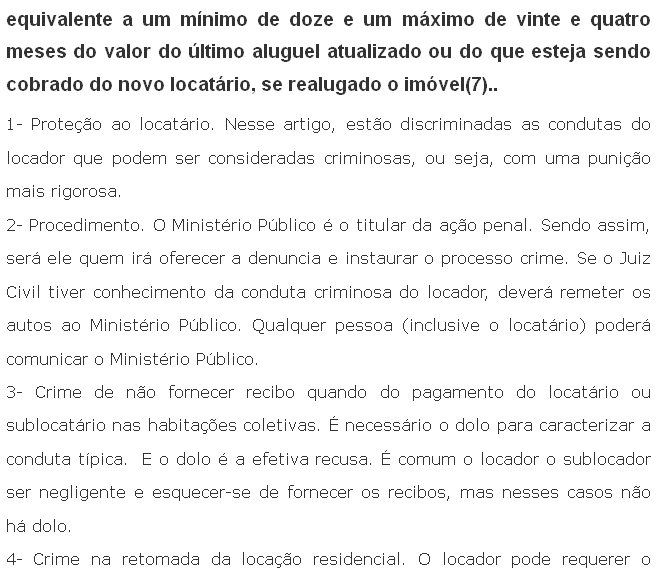 equivalente a um mínimo de doze e um máximo de vinte e quatro
meses do valor do último aluguel atualizado ou do que esteja sendo
cobrado do novo locatário, se realugado o imóvel(7)..
1- Proteção ao locatário. Nesse artigo, estão discriminadas as condutas do
locador que podem ser consideradas criminosas, ou seja, com uma punição
mais rigorosa.
2- Procedimento. O Ministério Público é o titular da ação penal. Sendo assim,
será ele quem irá oferecer a denuncia e instaurar o processo crime. Se o Juiz
Civil tiver conhecimento da conduta criminosa do locador, deverá remeter os
autos ao Ministério Público. Qualquer pessoa (inclusive o locatário) poderá
comunicar o Ministério Público.
3- Crime de não fornecer recibo quando do pagamento do locatário ou
sublocatário nas habitações coletivas. É necessário o dolo para caracterizar a
conduta típica.  E o dolo é a efetiva recusa. É comum o locador o sublocador
ser negligente e esquecer-se de fornecer os recibos, mas nesses casos não
há dolo.
4- Crime na retomada da locação residencial. O locador pode requerer o